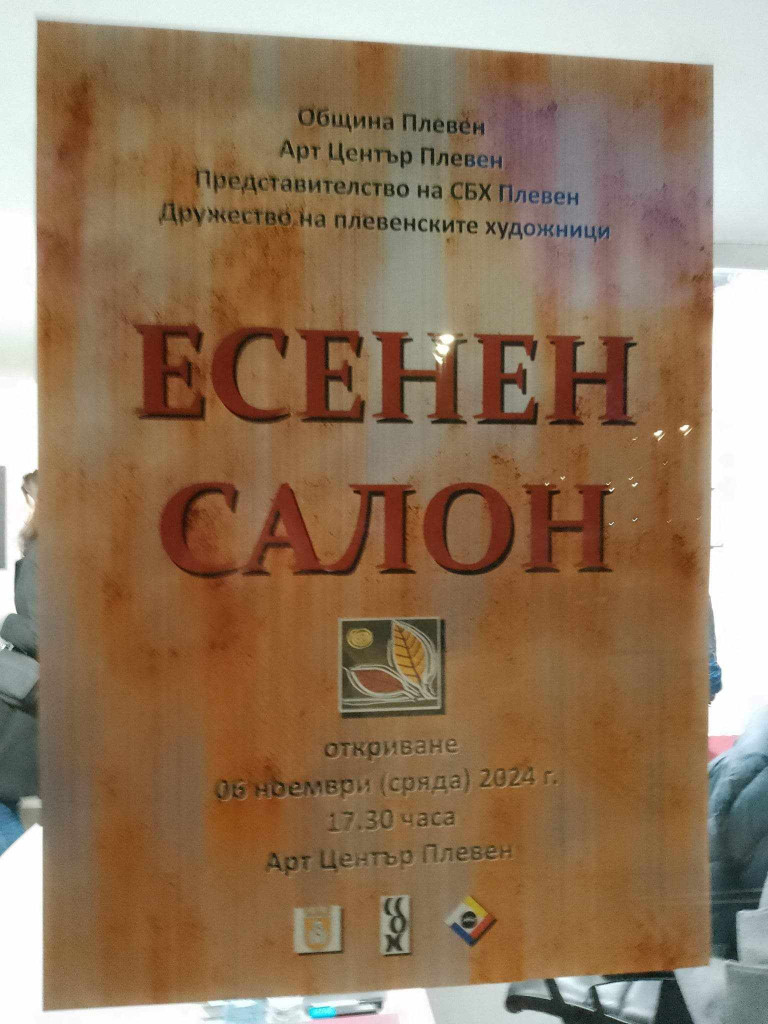 Община Плевен
Арт Център Плевен
Представителство на СБХ Плевен
Дружество на плевенските художници
ЕСЕНЕН
САЛОН
откриване
06 ноември (сряда) 2024 г.
17.30 часа
Арт Център Плевен